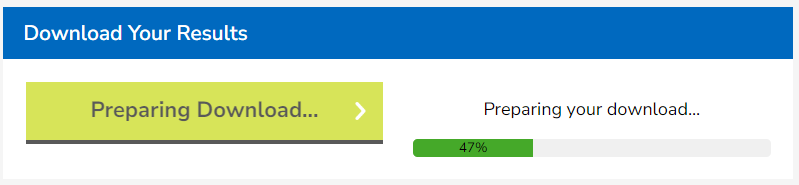 Download Your Results
Preparing Download...
Preparing your download...
47%